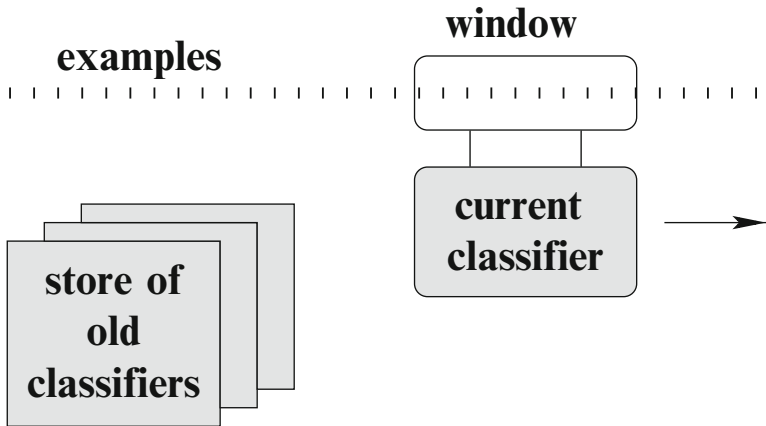 window
examples
current
classifier
store of
old
classifiers